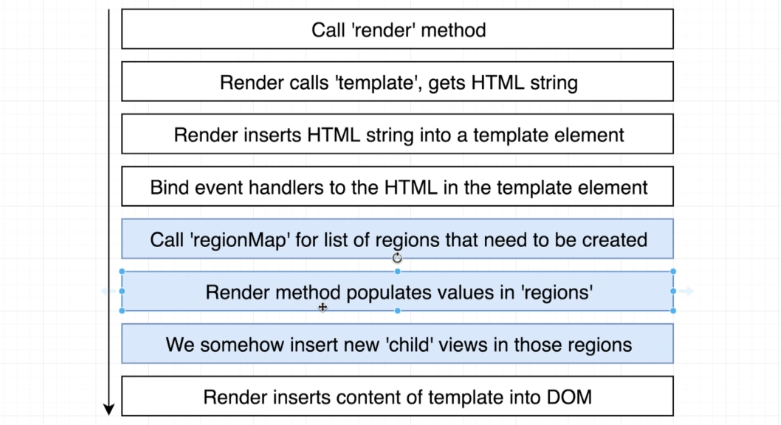 Call 'render' method
Render calls 'template', gets HTML string
Render inserts HTML string into a template element
Bind event handlers to the HTML in the template element
Call 'regionMap' for list of regions that need to be created
Render method populates values in 'regions'
We somehow insert new 'child' views in those regions
Render inserts content of template into DOM